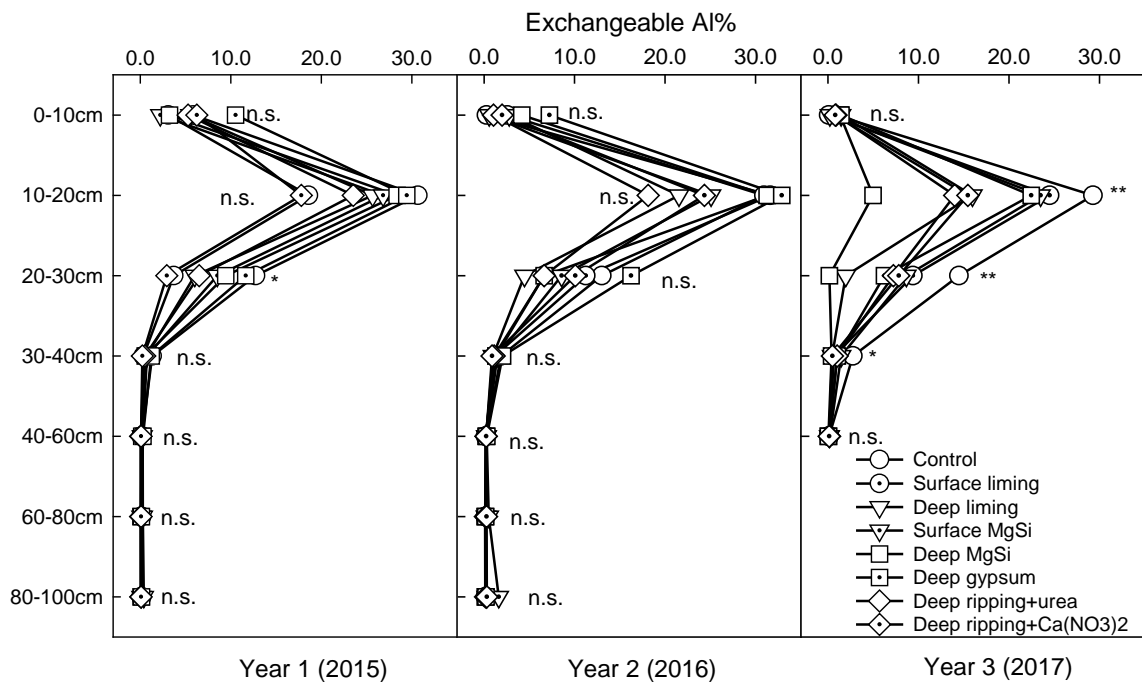 Exchangeable Al%
0.0 10.0 20.0 30.0 0.0 10.0 20.0 30.0 0.0 10.0 20.0 30.0
0-10cm n.s. n.s. n.s.
10-20cm n.s. n.s. **
20-30cm * n.s. **
30-40cm n.s. n.s. *
40-60cm n.s. n.s. n.s.
Control
Surface liming
Deep liming
60-80cm n.s. n.s.
Surface MgSi
Deep MgSi
Deep gypsum
80-100cm n.s. n.s.
Deep ripping+urea
Deep ripping+Ca(NO3)2
Year 1 (2015) Year 2 (2016) Year 3 (2017)